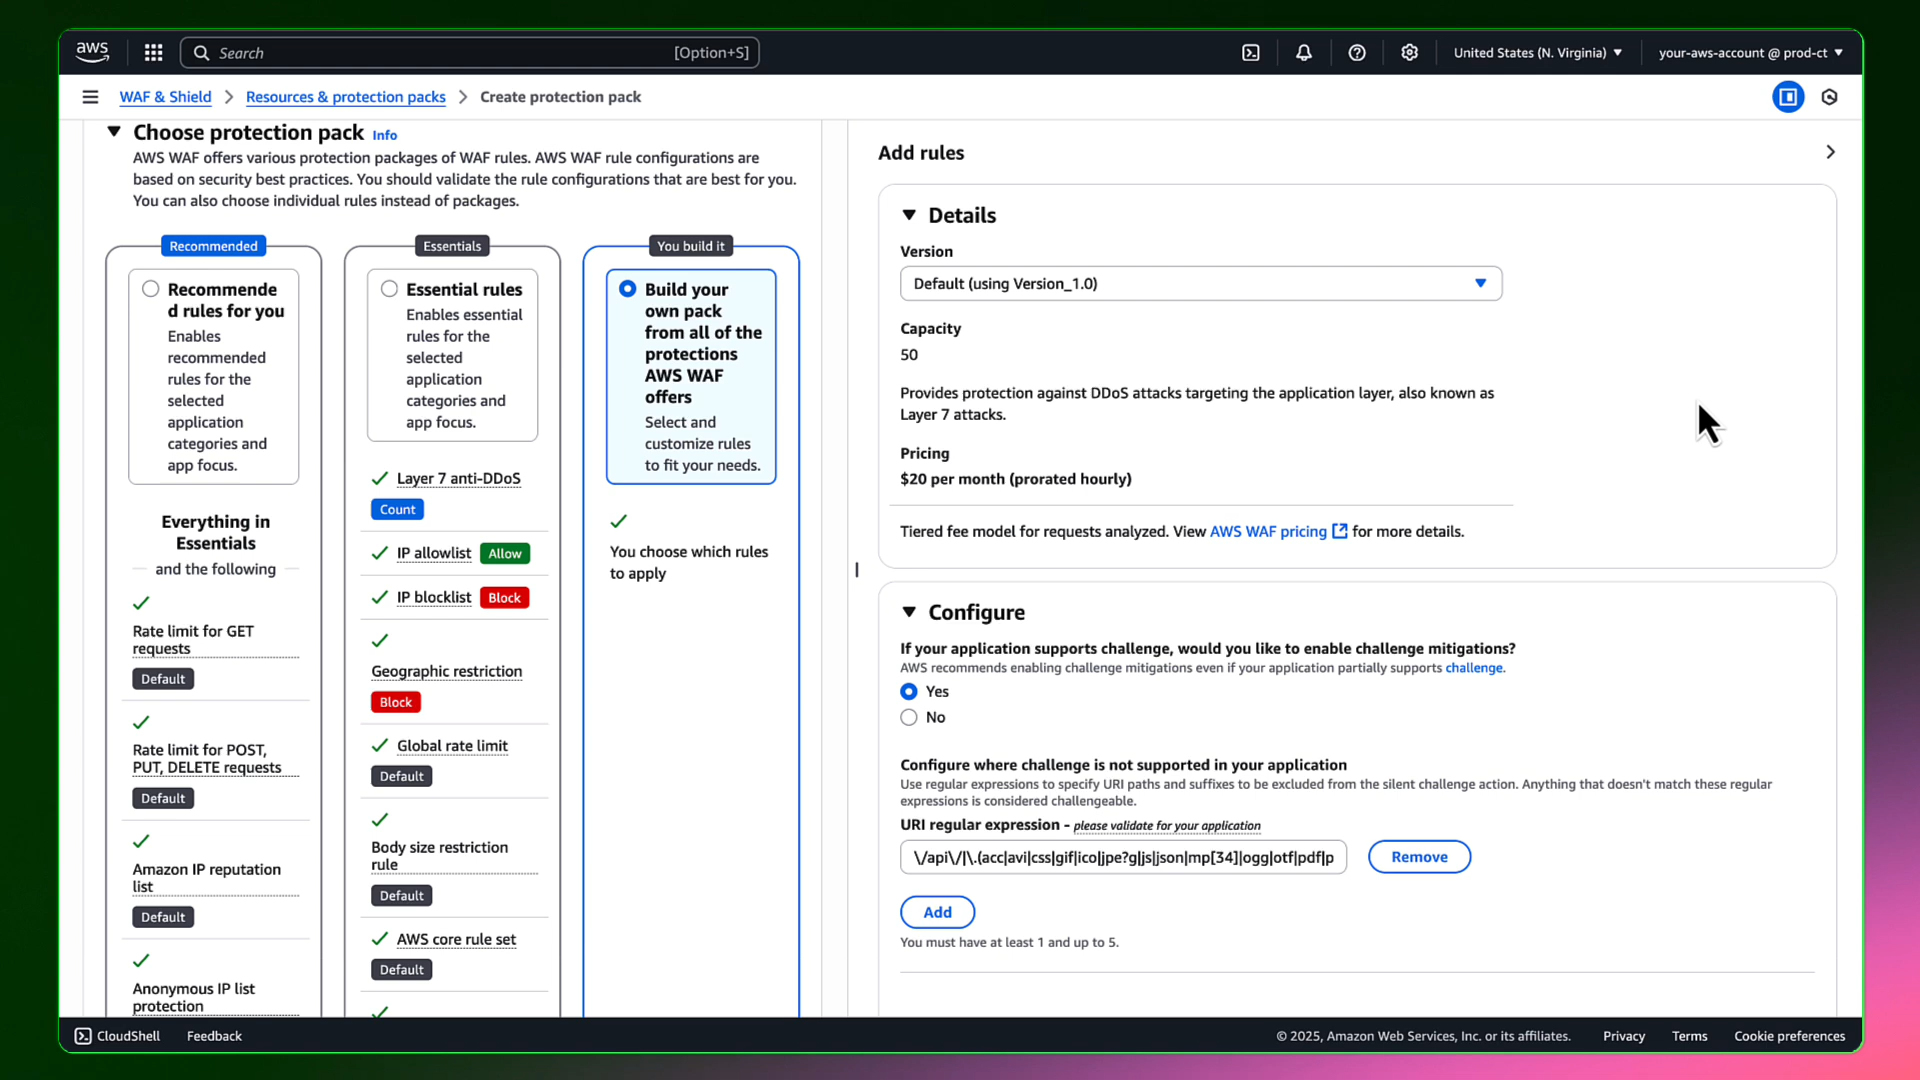 aws
Search
[Option+S]
United States (N. Virginia)
your-aws-account @ prod-ct
WAF & Shield
Resources & protection packs
Create protection pack
Choose protection pack Info
AWS WAF offers various protection packages of WAF rules. AWS WAF rule configurations are
based on security best practices. You should validate the rule configurations that are best for you.
You can also choose individual rules instead of packages.
Recommended
Recommende
d rules for you
Enables
recommended
rules for the
selected
application
categories and
app focus.
Everything in
Essentials
and the following
Rate limit for GET
requests
Default
Rate limit for POST,
PUT, DELETE requests
Default
Amazon IP reputation
list
Default
Anonymous IP list
protection
Essentials
Essential rules
Enables essential
rules for the
selected
application
categories and
app focus.
Layer 7 anti-DDoS
Count
IP allowlist Allow
IP blocklist Block
Geographic restriction
Block
Global rate limit
Default
Body size restriction
rule
Default
AWS core rule set
Default
You build it
Build your
own pack
from all of the
protections
AWS WAF
offers
Select and
customize rules
to fit your needs.
You choose which rules
to apply
Add rules
Details
Version
Default (using Version_1.0)
Capacity
50
Provides protection against DDoS attacks targeting the application layer, also known as
Layer 7 attacks.
Pricing
$20 per month (prorated hourly)
Tiered fee model for requests analyzed. View AWS WAF pricing for more details.
Configure
If your application supports challenge, would you like to enable challenge mitigations?
AWS recommends enabling challenge mitigations even if your application partially supports challenge.
Yes
No
Configure where challenge is not supported in your application
Use regular expressions to specify URI paths and suffixes to be excluded from the silent challenge action. Anything that doesn't match these regular
expressions is considered challengeable.
URI regular expression - please validate for your application
\/api\/|\.(acc|avi|css|gif|ico|jpe?g|js|json|mp[34]|ogg|otf|pdf|p
Remove
Add
You must have at least 1 and up to 5.
CloudShell
Feedback
© 2025, Amazon Web Services, Inc. or its affiliates.
Privacy
Terms
Cookie preferences